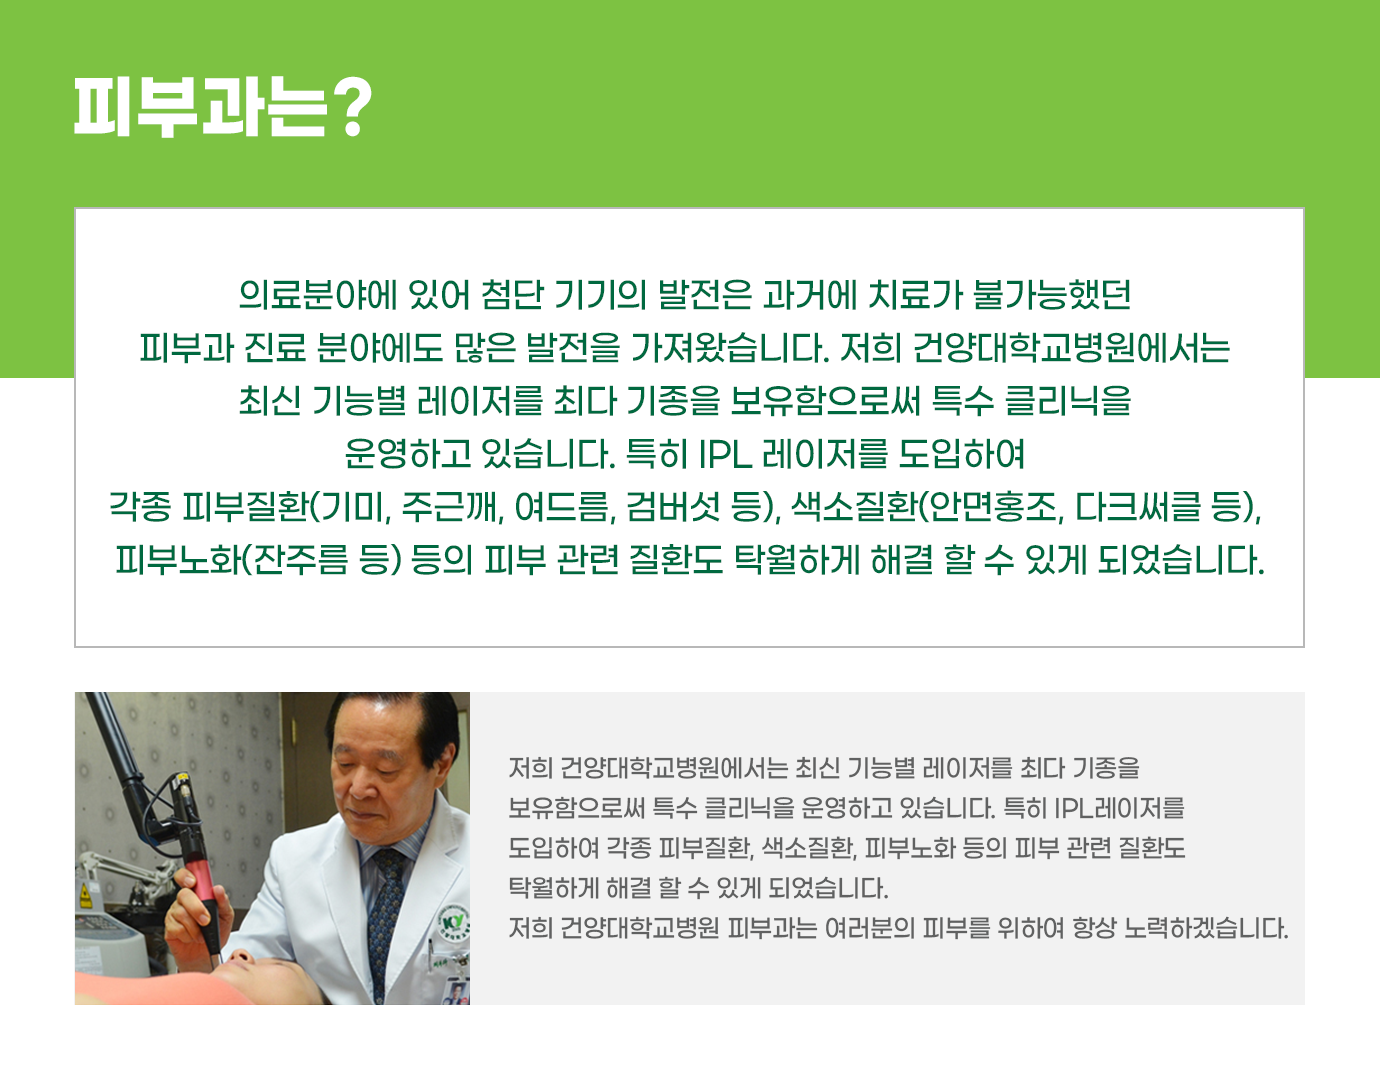 피부과는?
의료분야에 있어 첨단 기기의 발전은 과거에 치료가 불가능했던
피부과 진료 분야에도 많은 발전을 가져왔습니다. 저희 건양대학교병원에서는
최신 기능별 레이저를 최다 기종을 보유함으로써 특수 클리닉을
운영하고 있습니다. 특히 IPL 레이저를 도입하여
각종 피부질환(기미, 주근깨, 여드름, 검버섯 등), 색소질환(안면홍조, 다크써클 등),
피부노화(잔주름 등) 등의 피부 관련 질환도 탁월하게 해결 할 수 있게 되었습니다.
저희 건양대학교병원에서는 최신 기능별 레이저를 최다 기종을
보유함으로써 특수 클리닉을 운영하고 있습니다. 특히 IPL레이저를
도입하여 각종 피부질환, 색소질환, 피부노화 등의 피부 관련 질환도
탁월하게 해결 할 수 있게 되었습니다.
저희 건양대학교병원 피부과는 여러분의 피부를 위하여 항상 노력하겠습니다.
KY